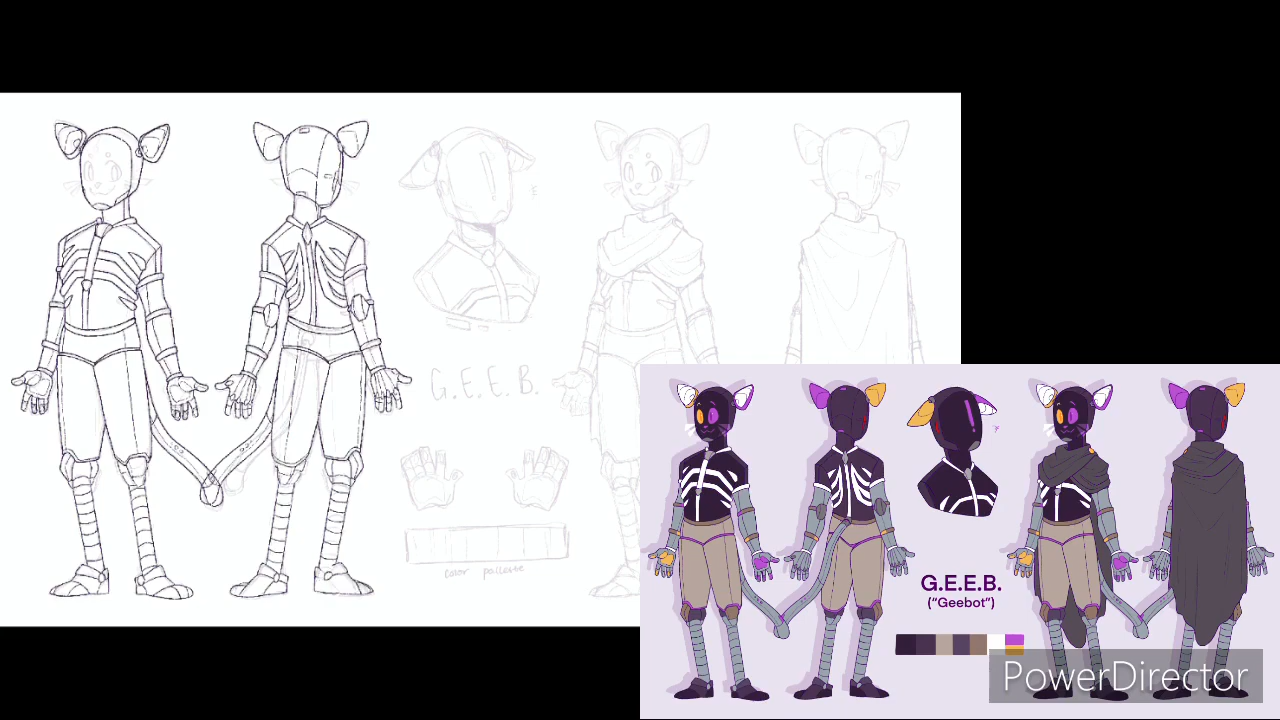 G.E.E.B.
color pallette
G.E.E.B.
("Geebot")
PowerDirector